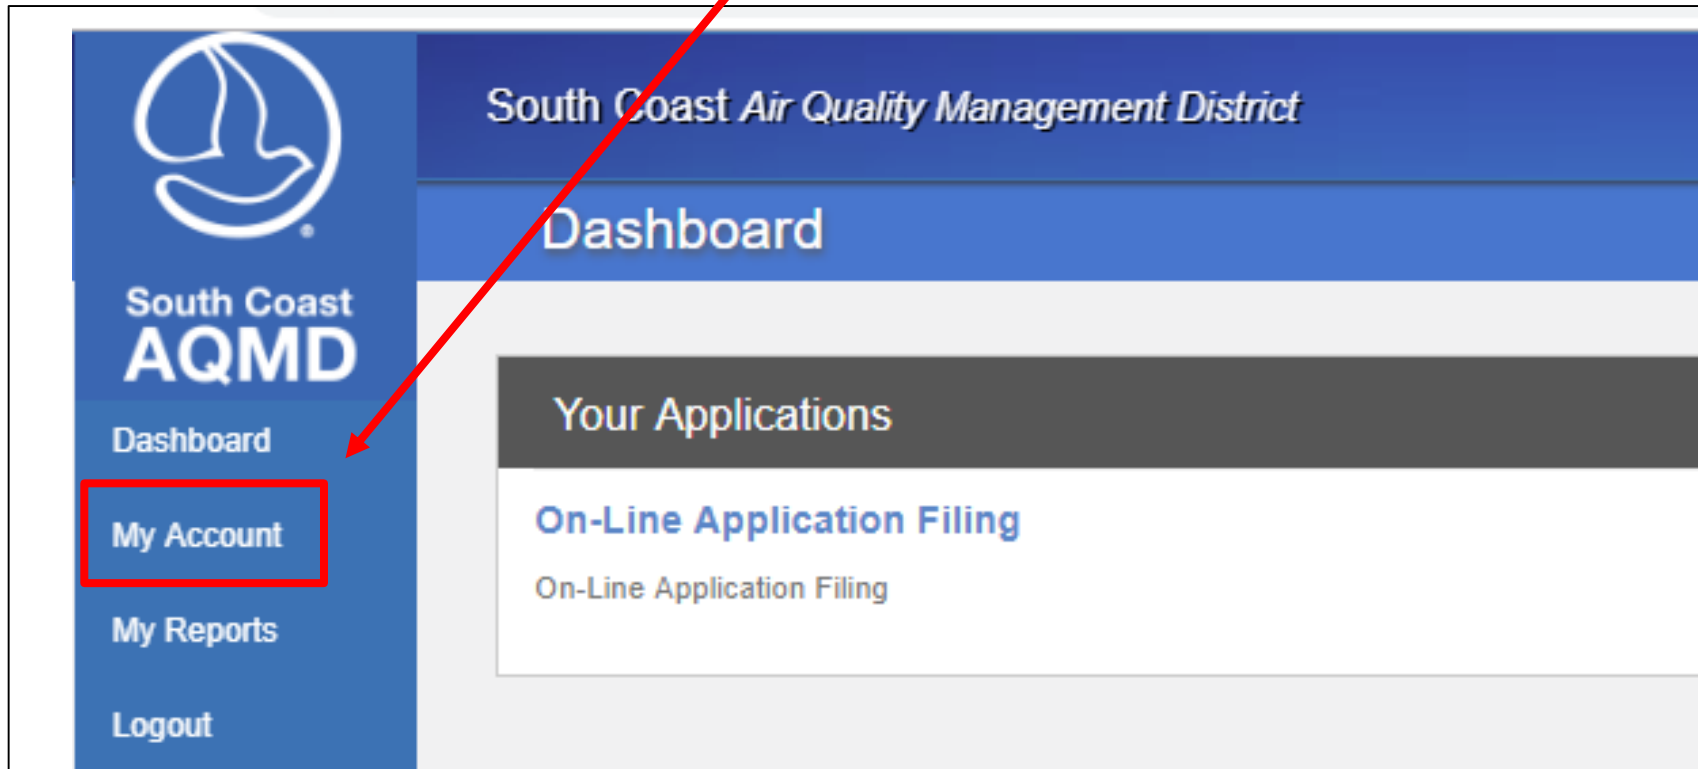 South Coast Air Quality Management District
Dashboard
South Coast
AQMD
Dashboard
My Account
My Reports
Logout
Your Applications
On-Line Application Filing
On-Line Application Filing